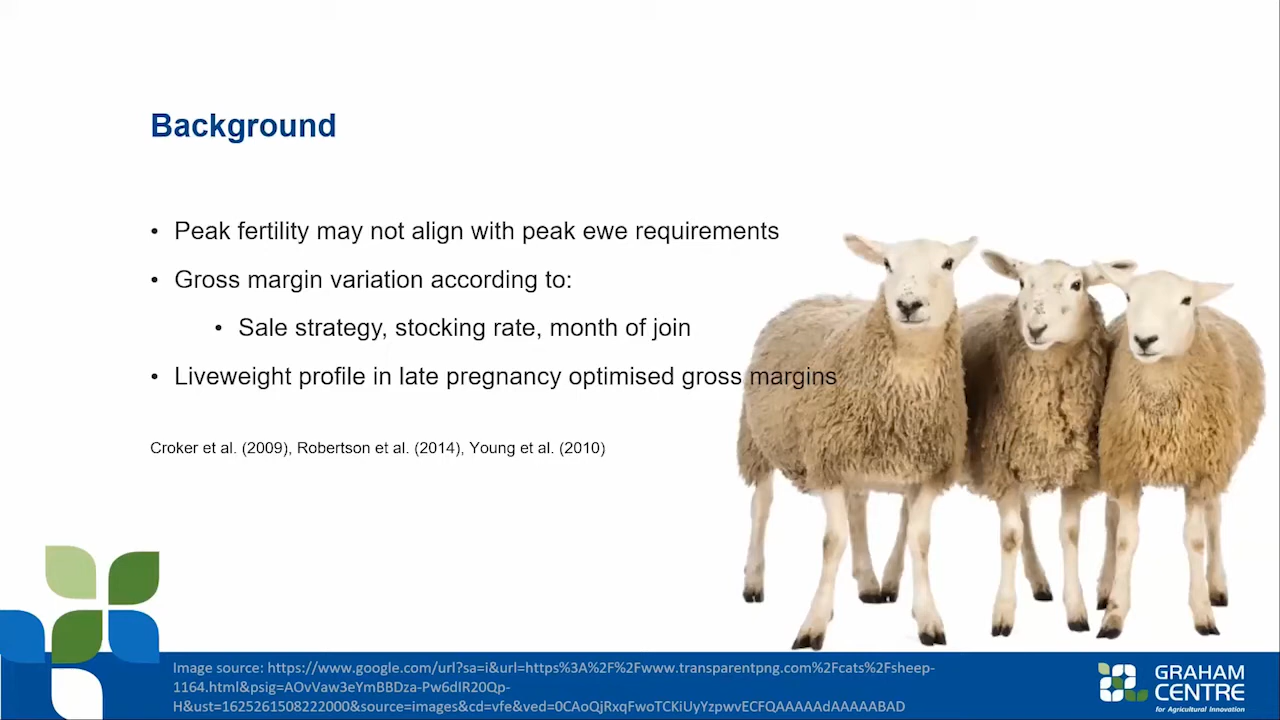 Background
• Peak fertility may not align with peak ewe requirements
• Gross margin variation according to:
• Sale strategy, stocking rate, month of join
• Liveweight profile in late pregnancy optimised gross margins
Croker et al. (2009), Robertson et al. (2014), Young et al. (2010)
Image source: https://www.google.com/url?sa=i&url=https%3A%2F%2Fwww.transparentpng.com%2Fcats%2Fsheep-
1164.html&psig=AOvVaw3eYmBBDza-Pw6dIR20Qp-
H&ust=1625261508222000&source=images&cd=vfe&ved=0CAoQjRxqFwoTCKiUyYzpwvECFQAAAAAdAAAAABAD
GRAHAM
CENTRE
for Agricultural Innovation